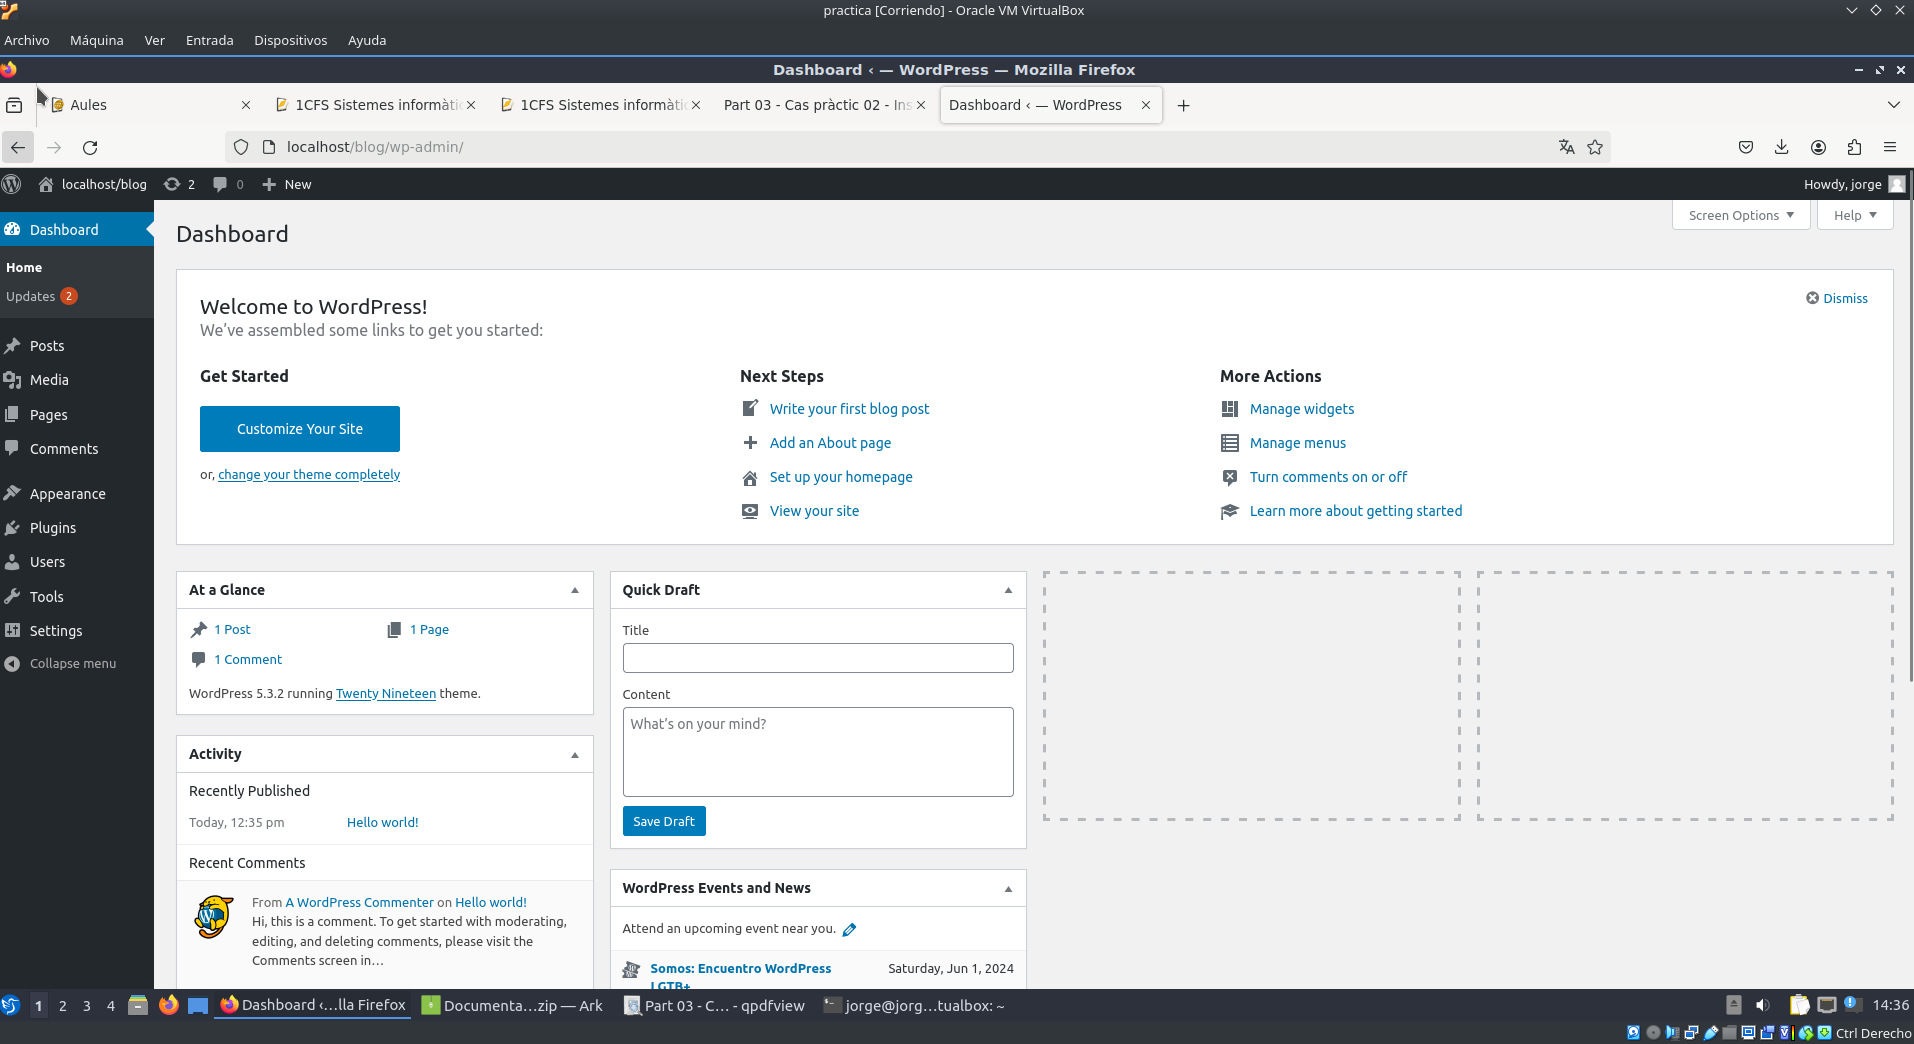 practica [Corriendo] - Oracle VM VirtualBox
Archivo Máquina Ver Entrada Dispositivos Ayuda
Dashboard ‹ — WordPress — Mozilla Firefox
Aules
1CFS Sistemes informàtic
1CFS Sistemes informàtic
Part 03 - Cas pràctic 02 - Ins
Dashboard ‹ — WordPress
localhost/blog/wp-admin/
localhost/blog 2 0 New Howdy, jorge
Screen Options Help
Dashboard
Home
Updates 2
Posts
Media
Pages
Comments
Appearance
Plugins
Users
Tools
Settings
Collapse menu
Dashboard
Welcome to WordPress!
We've assembled some links to get you started:
Dismiss
Get Started
Customize Your Site
or, change your theme completely
Next Steps
Write your first blog post
Add an About page
Set up your homepage
View your site
More Actions
Manage widgets
Manage menus
Turn comments on or off
Learn more about getting started
At a Glance
1 Post 1 Page
1 Comment
WordPress 5.3.2 running Twenty Nineteen theme.
Activity
Recently Published
Today, 12:35 pm Hello world!
Recent Comments
From A WordPress Commenter on Hello world!
Hi, this is a comment. To get started with moderating,
editing, and deleting comments, please visit the
Comments screen in…
Quick Draft
Title
Content
What's on your mind?
Save Draft
WordPress Events and News
Attend an upcoming event near you.
Somos: Encuentro WordPress Saturday, Jun 1, 2024
LGTB+
1 2 3 4 Dashboard ‹...lla Firefox Documenta...zip — Ark Part 03 - C... - qpdfview jorge@jorg...tualbox: ~ 14:36
Ctrl Derecho